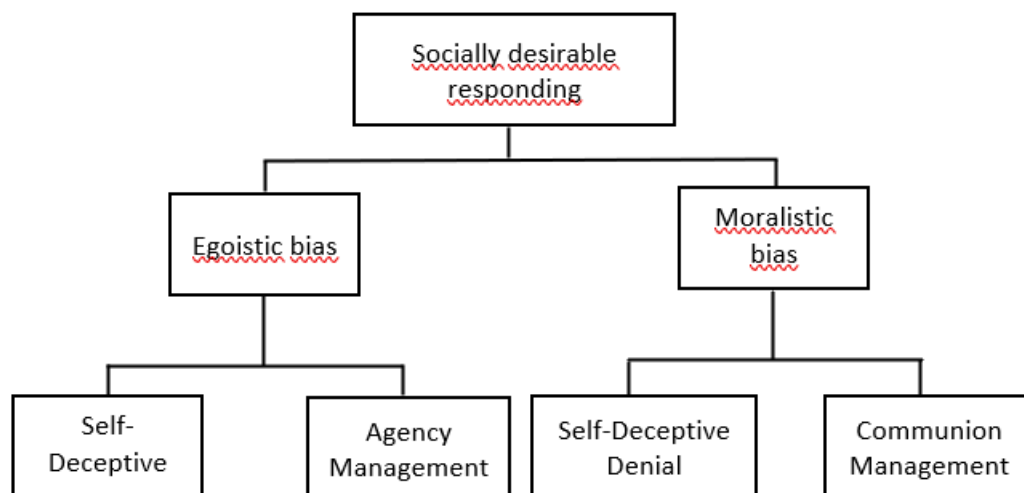 Socially desirable
responding
Egoistic bias
Moralistic
bias
Self-
Deceptive
Agency
Management
Self-Deceptive
Denial
Communion
Management